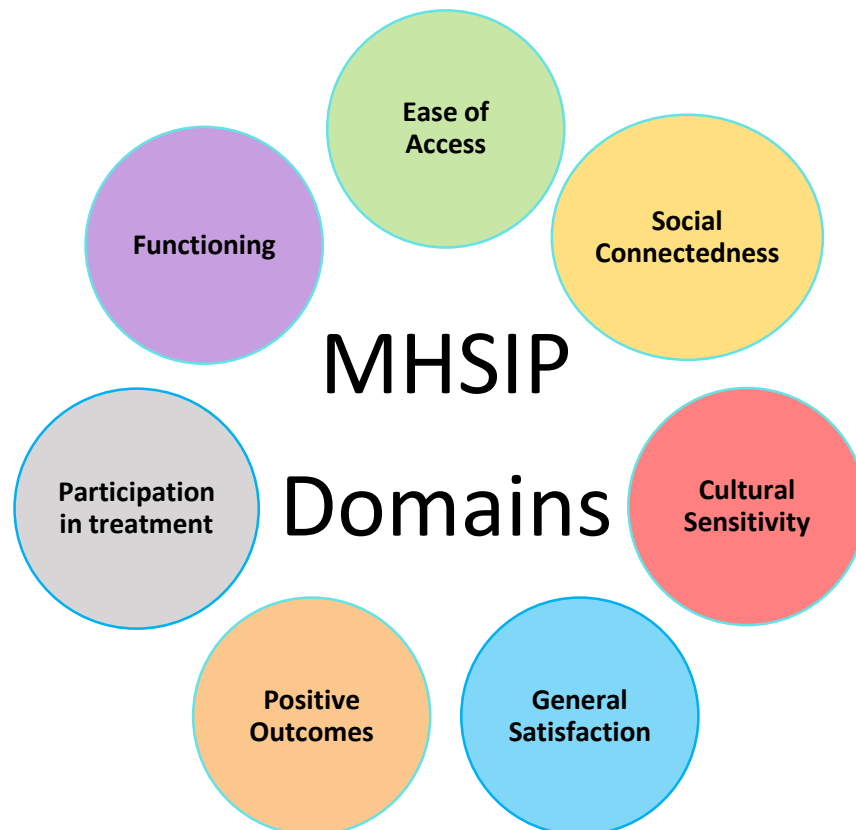 Ease of
Access
Social
Connectedness
Functioning
MHSIP
Domains
Participation
in treatment
Cultural
Sensitivity
Positive
Outcomes
General
Satisfaction